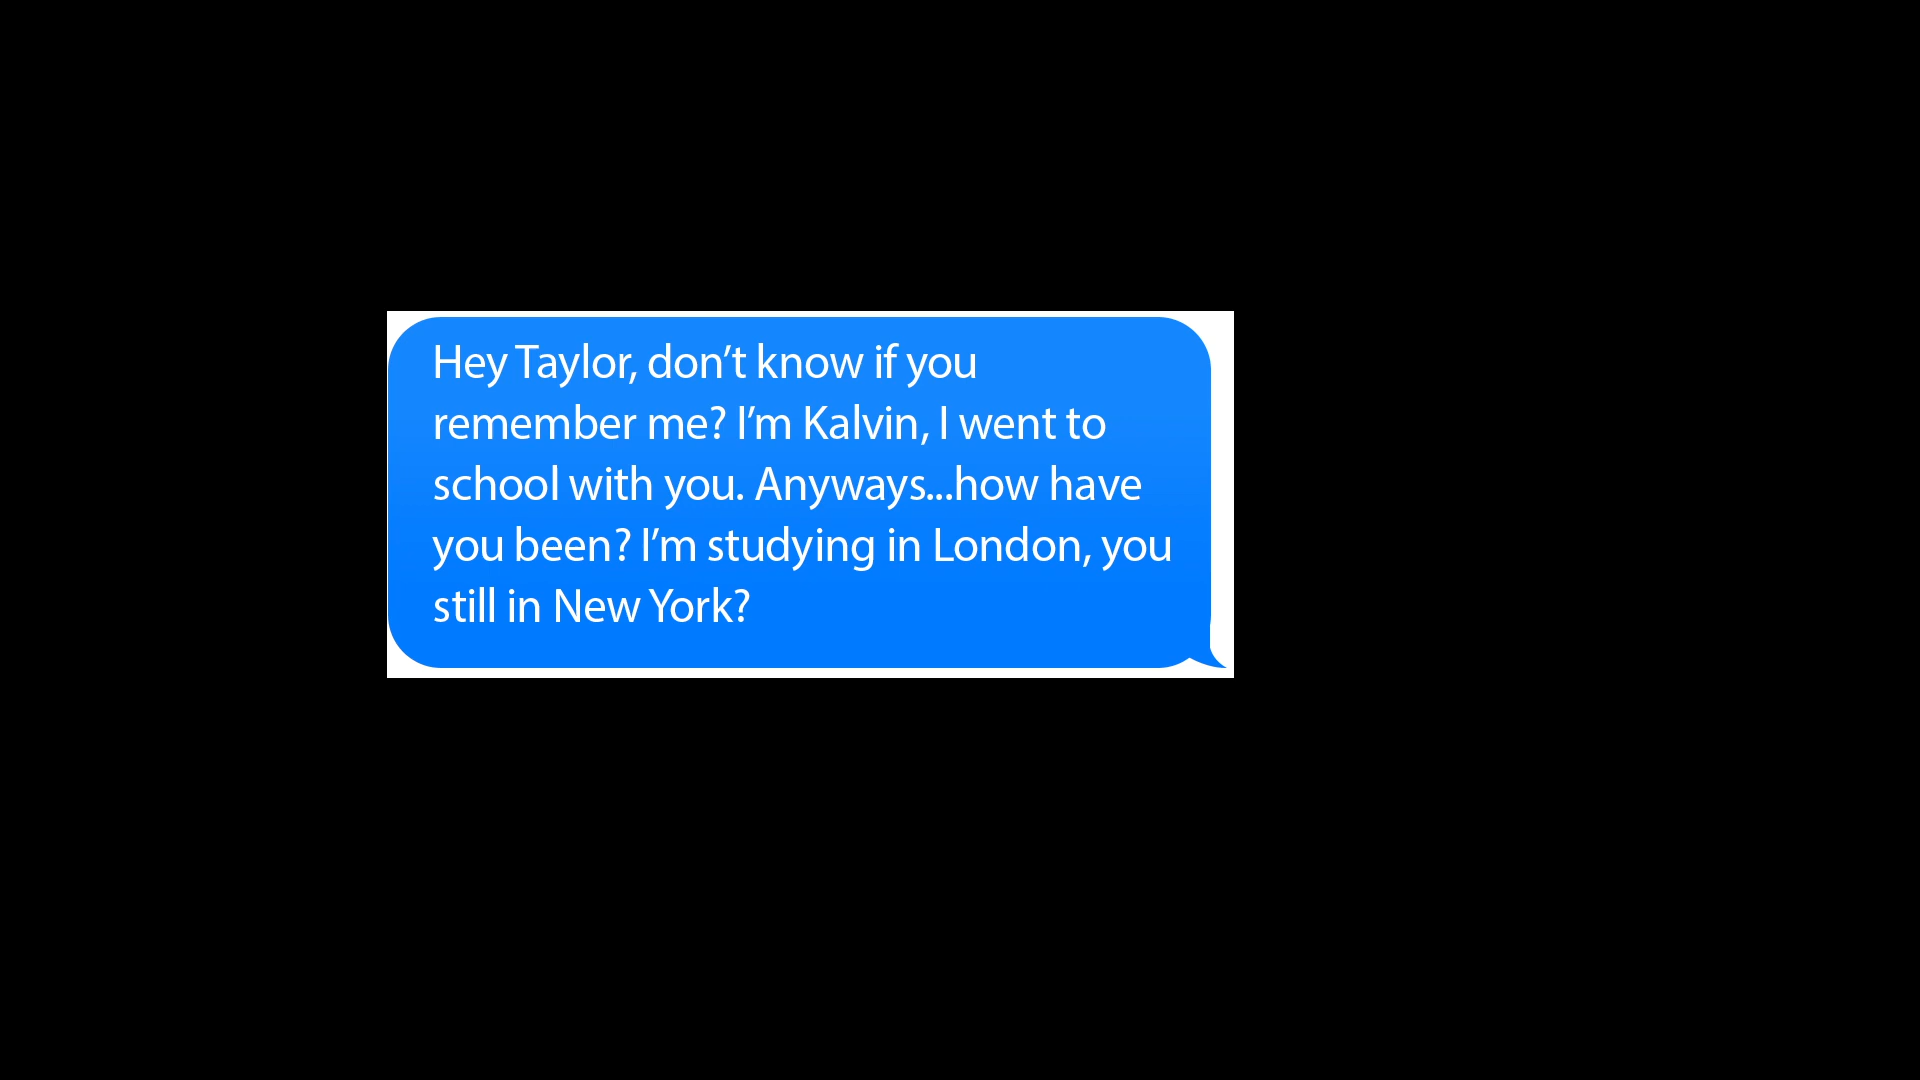 Hey Taylor, don’t know if you
remember me? I’m Kalvin, I went to
school with you. Anyways...how have
you been? I’m studying in London, you
still in New York?